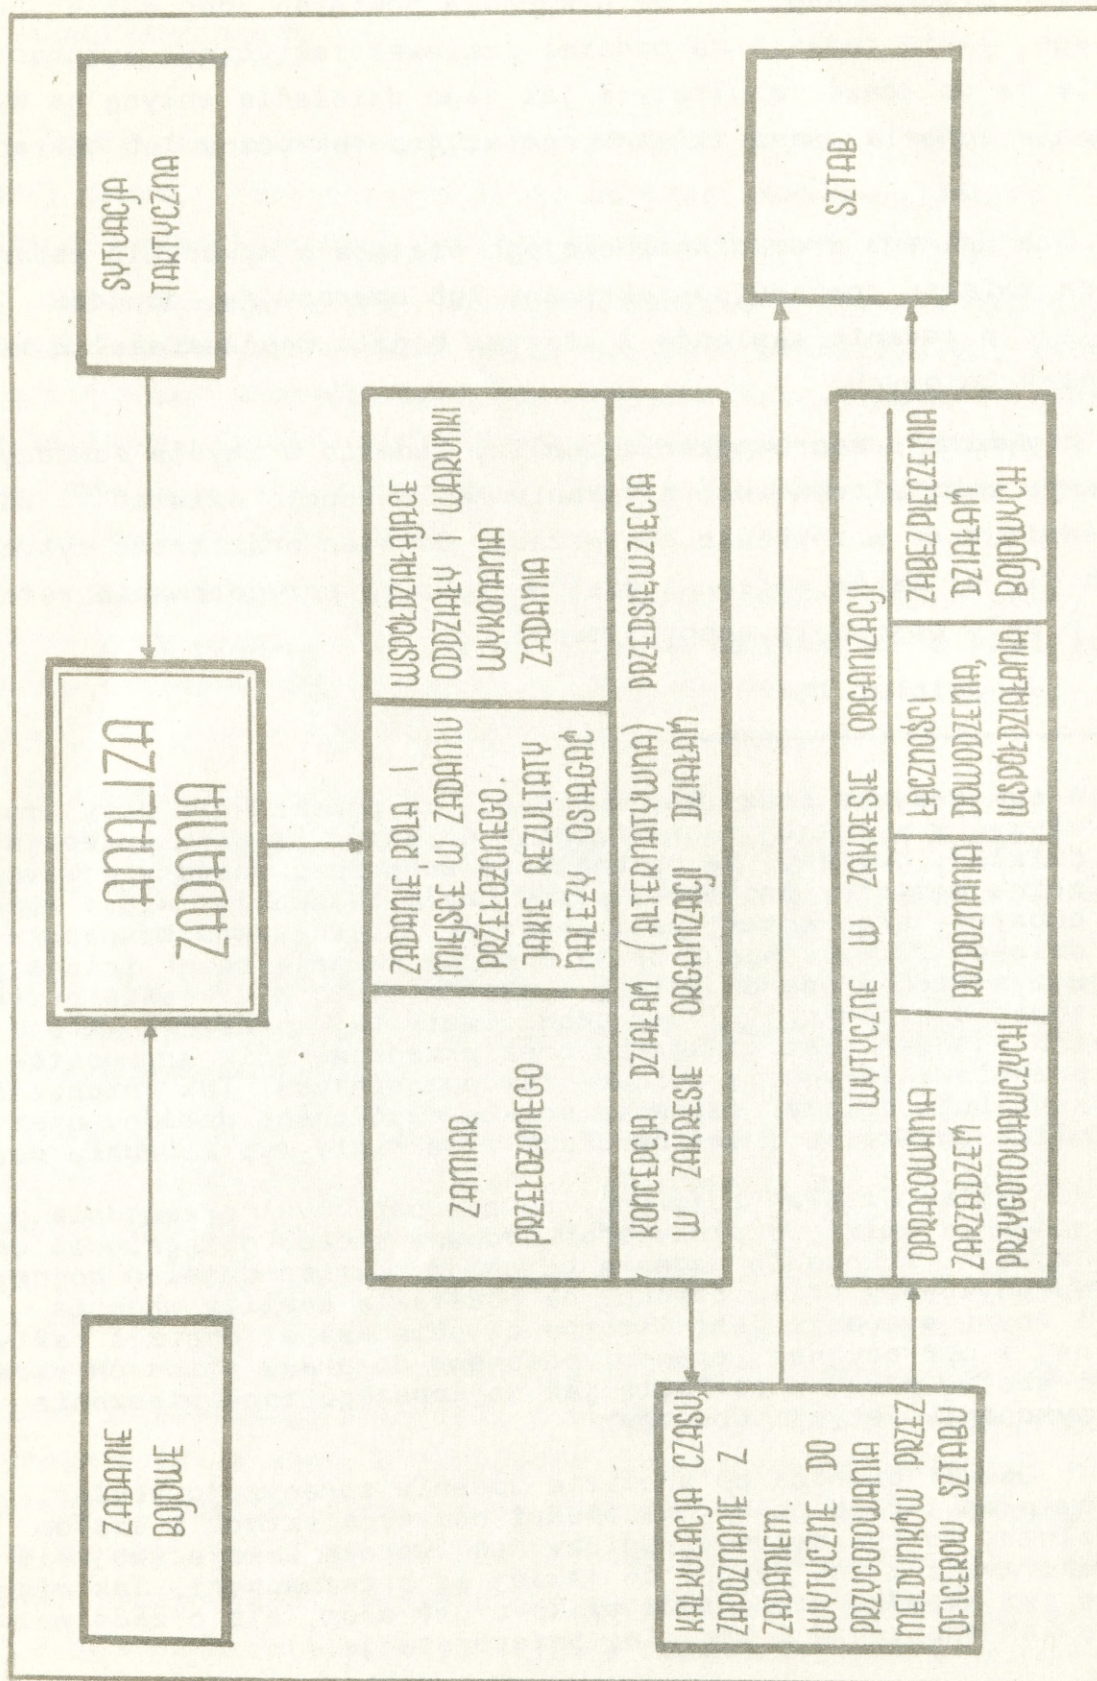 ZADANIE
BOJOWE
ANALIZA
ZADANIA
SYTUACJA
TAKTYCZNA
ZAMIAR
PRZEŁOŻONEGO
ZADANIE, ROLA I
MIEJSCE W ZADANIU
PRZEŁOŻONEGO.
JAKIE REZULTATY
NALEŻY OSIĄGAĆ
WSPÓŁDZIAŁAJĄCE
ODDZIAŁY I WARUNKI
WYKONANIA
ZADANIA
KONCEPCJA DZIAŁAŃ (ALTERNATYWNA) PRZEDSIĘWZIĘCIA
W ZAKRESIE ORGANIZACJI DZIAŁAŃ
KALKULACJA CZASU,
ZAPOZNANIE Z
ZADANIEM
WYTYCZNE DO
PRZYGOTOWANIA
MELDUNKÓW PRZEZ
OFICERÓW SZTABU
SZTAB
WYTYCZNE W ZAKRESIE ORGANIZACJI,
OPRACOWANIA
ZARZĄDZEŃ
PRZYGOTOWAWCZYCH
ROZPOZNANIA
ŁĄCZNOŚCI
DOWODZENIA,
WSPÓŁDZIAŁANIA
ZABEZPIECZENIA
DZIAŁAŃ
BOJOWYCH